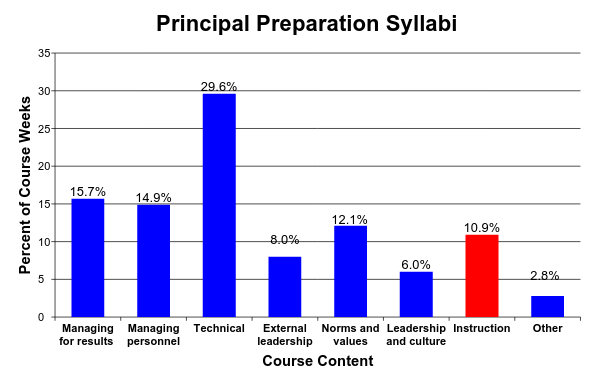 Principal Preparation Syllabi
Percent of Course Weeks
35
30
25
20
15
10
5
0
15.7%
14.9%
29.6%
8.0%
12.1%
6.0%
10.9%
2.8%
Managing
for results
Managing
personnel
Technical
External
leadership
Norms and
values
Leadership
and culture
Instruction
Other
Course Content